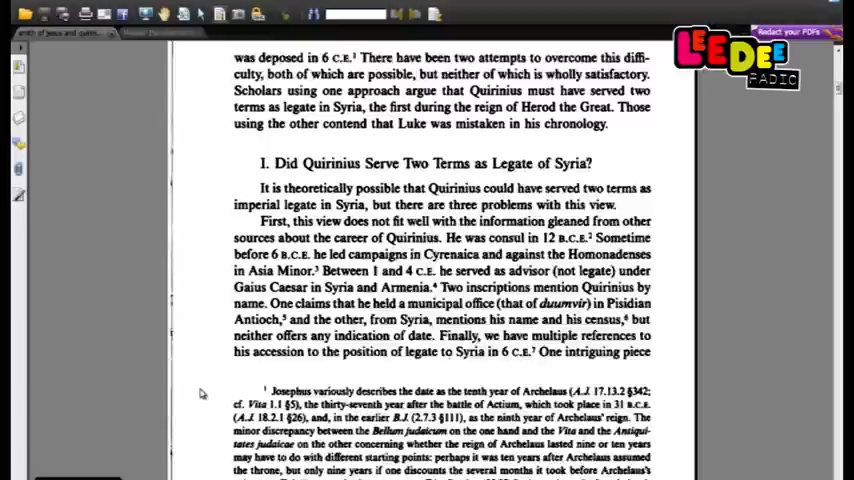 Redact your PDFs
LEEDEE
RADIO
was deposed in 6 C.E.¹ There have been two attempts to overcome this diffi-
culty, both of which are possible, but neither of which is wholly satisfactory.
Scholars using one approach argue that Quirinius must have served two
terms as legate in Syria, the first during the reign of Herod the Great. Those
using the other contend that Luke was mistaken in his chronology.
I. Did Quirinius Serve Two Terms as Legate of Syria?
It is theoretically possible that Quirinius could have served two terms as
imperial legate in Syria, but there are three problems with this view.
First, this view does not fit well with the information gleaned from other
sources about the career of Quirinius. He was consul in 12 B.C.E.² Sometime
before 6 B.C.E. he led campaigns in Cyrenaica and against the Homonadenses
in Asia Minor.³ Between 1 and 4 C.E. he served as advisor (not legate) under
Gaius Caesar in Syria and Armenia.⁴ Two inscriptions mention Quirinius by
name. One claims that he held a municipal office (that of duumvir) in Pisidian
Antioch,⁵ and the other, from Syria, mentions his name and his census,⁶ but
neither offers any indication of date. Finally, we have multiple references to
his accession to the position of legate to Syria in 6 C.E.⁷ One intriguing piece
¹ Josephus variously describes the date as the tenth year of Archelaus (A.J. 17.13.2 §342;
cf. Vita 1.1 §5), the thirty-seventh year after the battle of Actium, which took place in 31 B.C.E.
(A.J. 18.2.1 §26), and, in the earlier B.J. (2.7.3 §111), as the ninth year of Archelaus' reign. The
minor discrepancy between the Bellum judaicum on the one hand and the Vita and the Antiqui-
tates judaicae on the other concerning whether the reign of Archelaus lasted nine or ten years
may have to do with different starting points: perhaps it was ten years after Archelaus assumed
the throne, but only nine years if one discounts the several months it took before Archelaus's